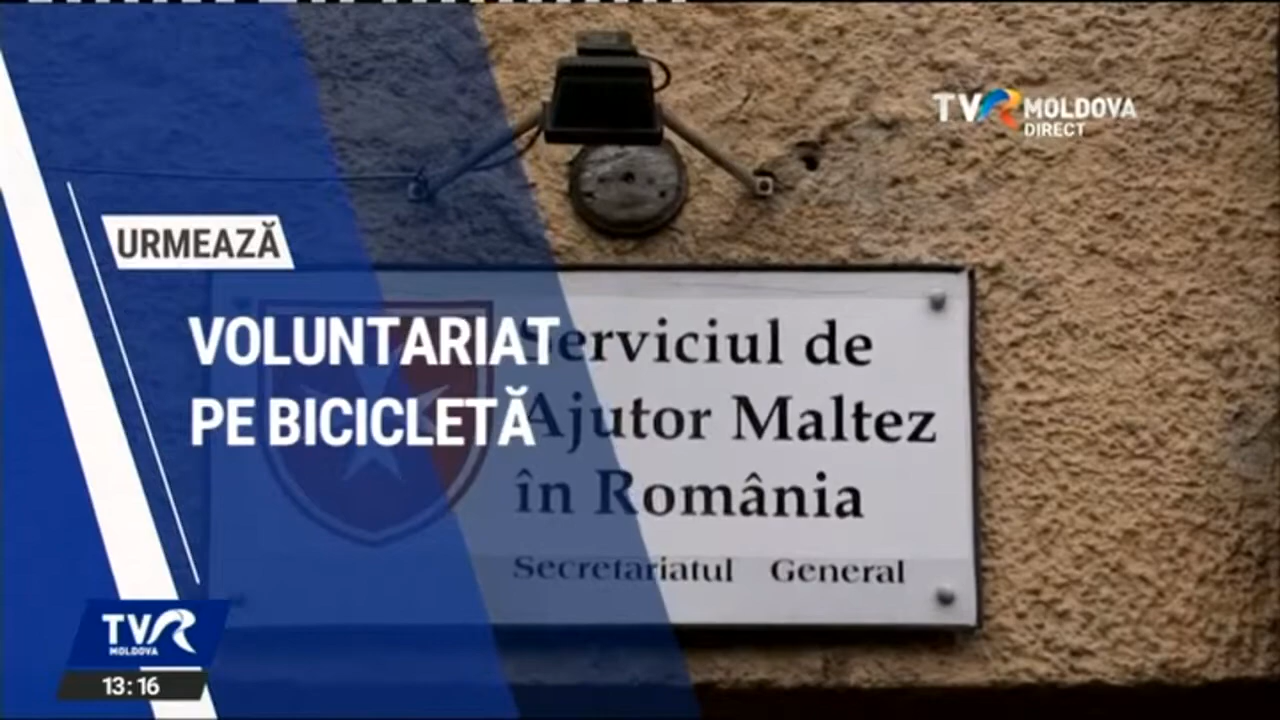 TVR MOLDOVA
DIRECT
URMEAZĂ
VOLUNTARIAT
PE BICICLETĂ
Serviciul de
Ajutor Maltez
în România
Secretariatul General
TVR
MOLDOVA
13:16